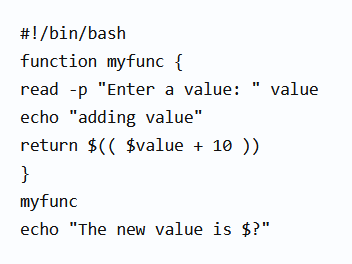 #!/bin/bash
function myfunc {
read -p "Enter a value: " value
echo "adding value"
return $(( $value + 10 ))
}
myfunc
echo "The new value is $?"